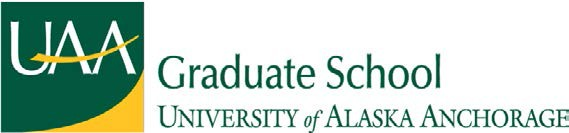 UAA
Graduate School
UNIVERSITY of ALASKA ANCHORAGE